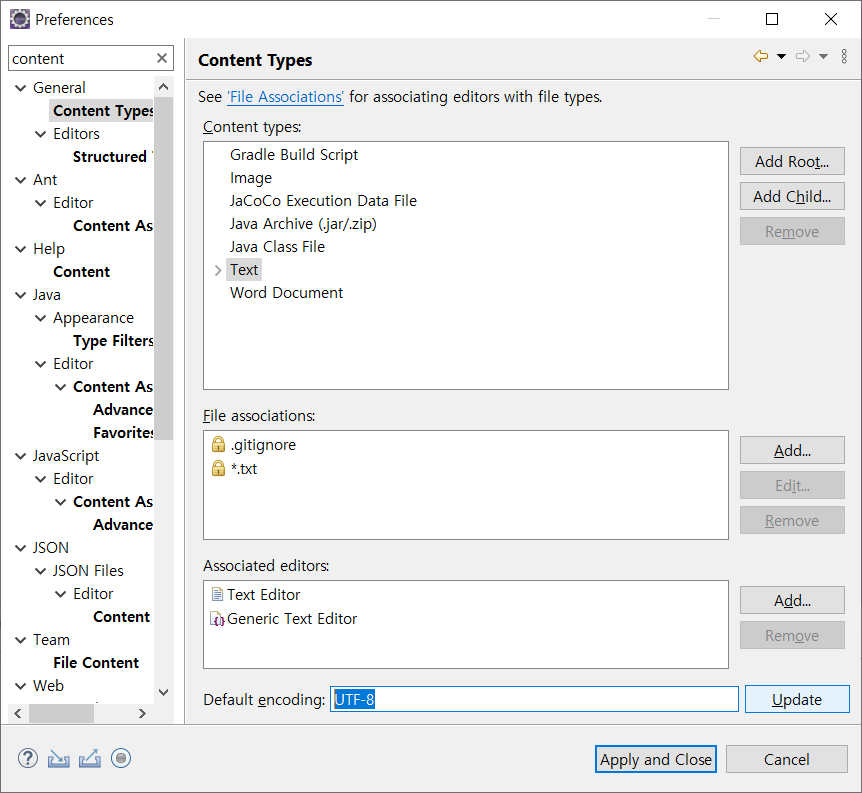 Preferences
content
General
Content Types
Editors
Structured
Ant
Editor
Content As
Help
Content
Java
Appearance
Type Filters
Editor
Content As
Advance
Favorites
JavaScript
Editor
Content As
Advance
JSON
JSON Files
Editor
Content
Team
File Content
Web
Content Types
See 'File Associations' for associating editors with file types.
Content types:
Gradle Build Script
Image
JaCoCo Execution Data File
Java Archive (.jar/.zip)
Java Class File
Text
Word Document
Add Root...
Add Child...
Remove
File associations:
.gitignore
*.txt
Add...
Edit...
Remove
Associated editors:
Text Editor
Generic Text Editor
Add...
Remove
Default encoding: UTF-8 Update
Apply and Close Cancel